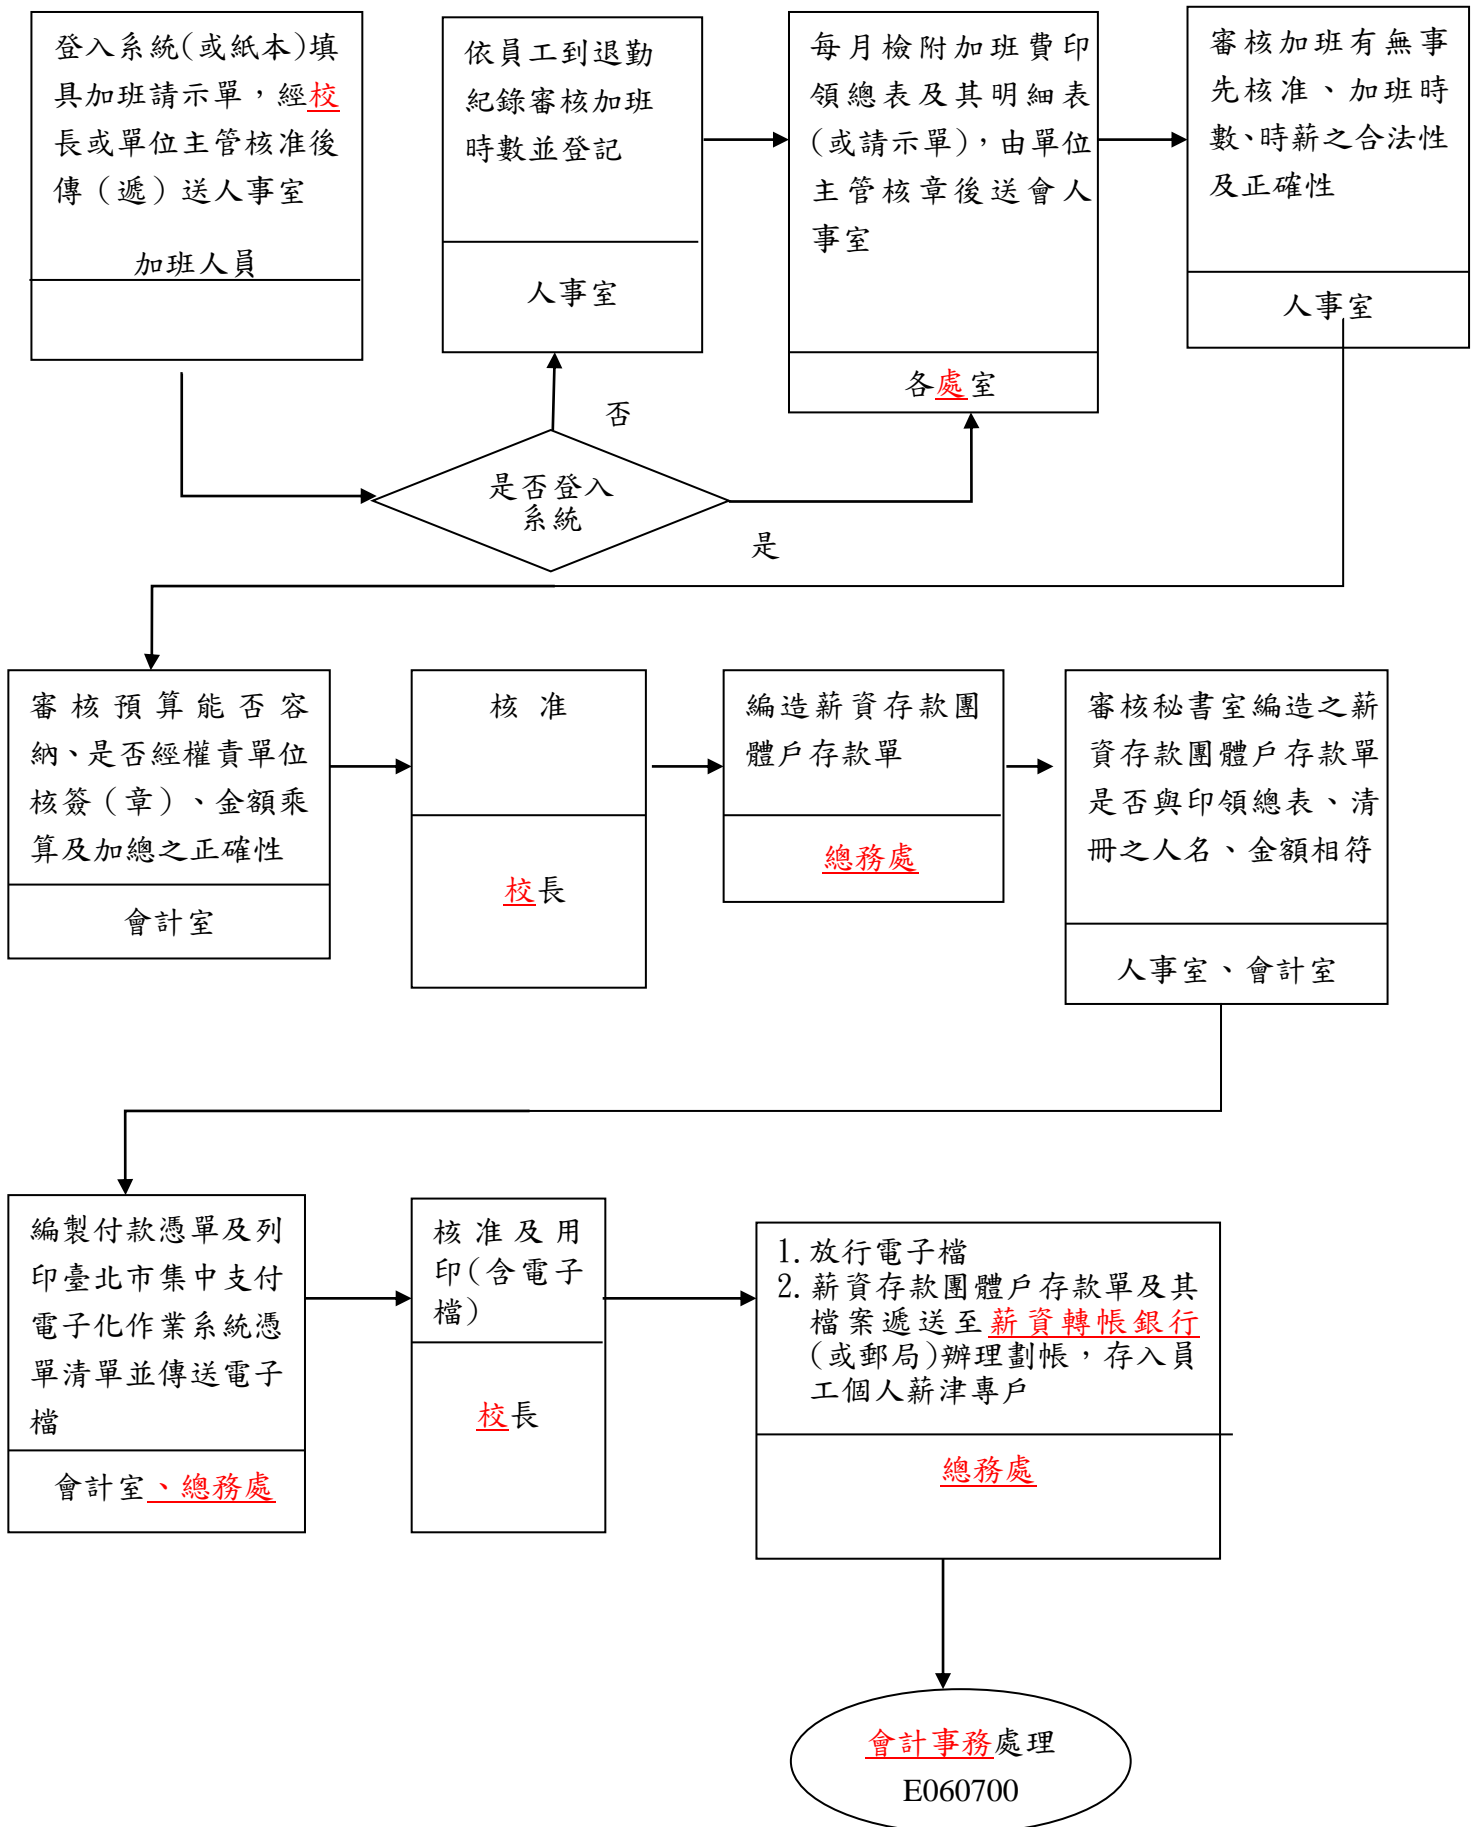 登入系統(或紙本)填
具加班請示單，經校
長或單位主管核准後
傳（遞）送人事室
加班人員
依員工到退勤
紀錄審核加班
時數並登記
人事室
每月檢附加班費印
領總表及其明細表
(或請示單)，由單位
主管核章後送會人
事室
各處室
審核加班有無事
先核准、加班時
數、時薪之合法性
及正確性
人事室
否
是否登入
系統
是
審核預算能否容
納、是否經權責單位
核簽（章）、金額乘
算及加總之正確性
會計室
核准
校長
編造薪資存款團
體戶存款單
總務處
審核秘書室編造之薪
資存款團體戶存款單
是否與印領總表、清
冊之人名、金額相符
人事室、會計室
編製付款憑單及列
印臺北市集中支付
電子化作業系統憑
單清單並傳送電子
檔
會計室、總務處
核准及用
印(含電子
檔)
校長
1.放行電子檔
2.薪資存款團體戶存款單及其
檔案遞送至薪資轉帳銀行
(或郵局)辦理劃帳，存入員
工個人薪津專戶
總務處
會計事務處理
E060700